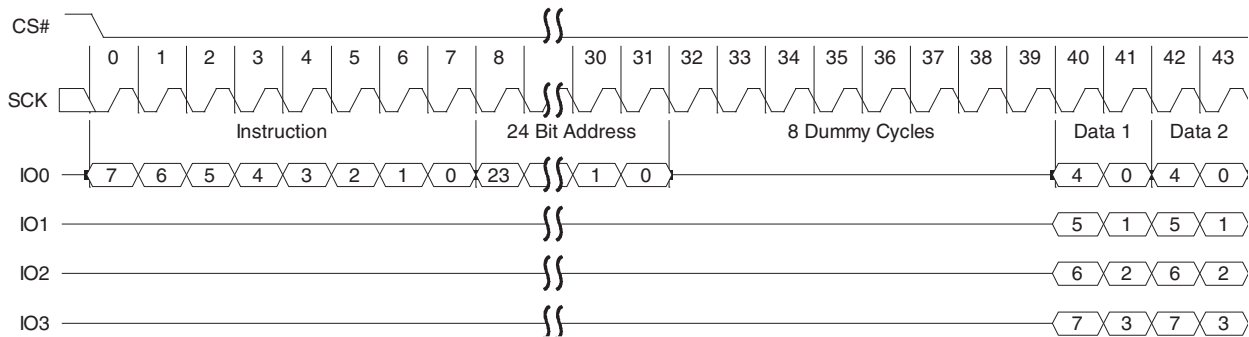 CS#
0 1 2 3 4 5 6 7 8 30 31 32 33 34 35 36 37 38 39 40 41 42 43
SCK
Instruction 24 Bit Address 8 Dummy Cycles Data 1 Data 2
IO0 7 6 5 4 3 2 1 0 23 1 0 4 0 4 0
IO1 5 1 5 1
IO2 6 2 6 2
IO3 7 3 7 3